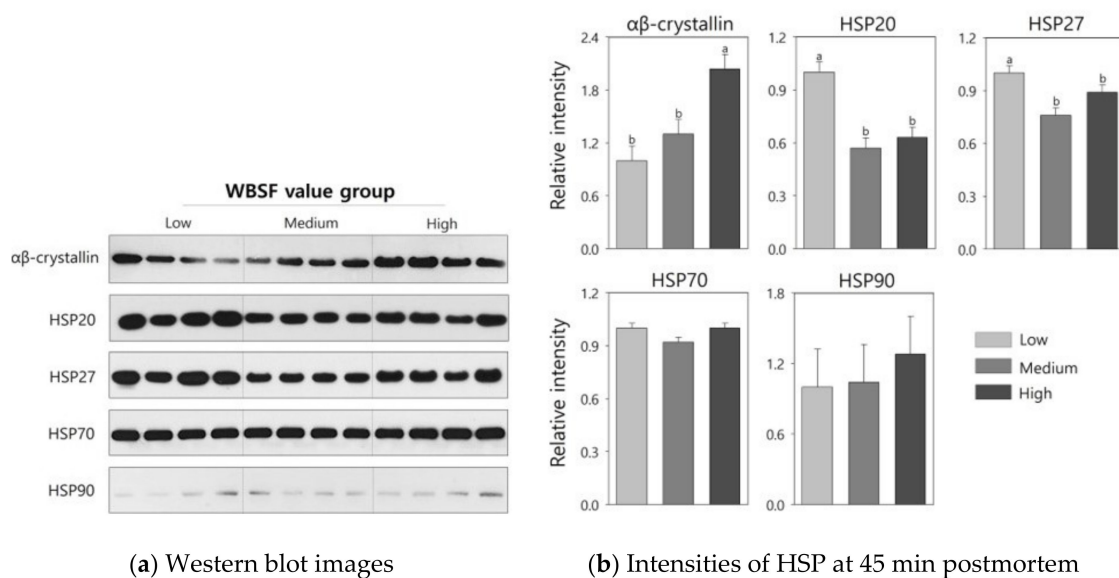 WBSF value group
Low Medium High
αβ-crystallin
HSP20
HSP27
HSP70
HSP90
(a) Western blot images
αβ-crystallin HSP20 HSP27
Relative intensity
2.4
1.8
1.2
0.6
0.0
b
b
a
1.2
0.9
0.6
0.3
0.0
a
b
b
1.2
0.9
0.6
0.3
0.0
a
b
b
HSP70 HSP90
Relative intensity
1.2
0.9
0.6
0.3
0.0
1.8
1.2
0.6
0.0
Low
Medium
High
(b) Intensities of HSP at 45 min postmortem